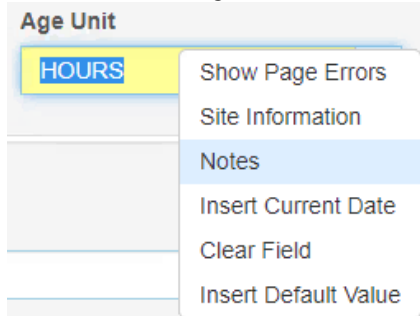 Age Unit
HOURS
Show Page Errors
Site Information
Notes
Insert Current Date
Clear Field
Insert Default Value